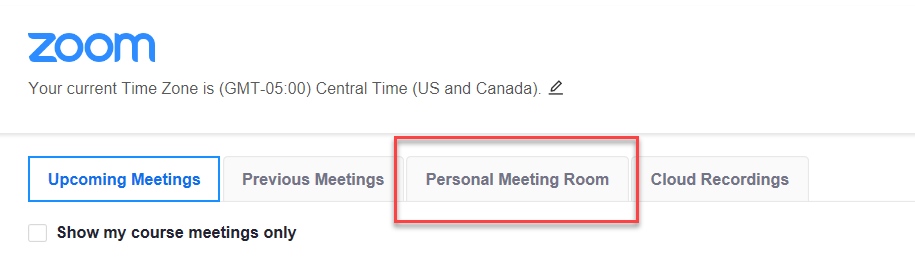 zoom
Your current Time Zone is (GMT-05:00) Central Time (US and Canada).
Upcoming Meetings Previous Meetings Personal Meeting Room Cloud Recordings
Show my course meetings only